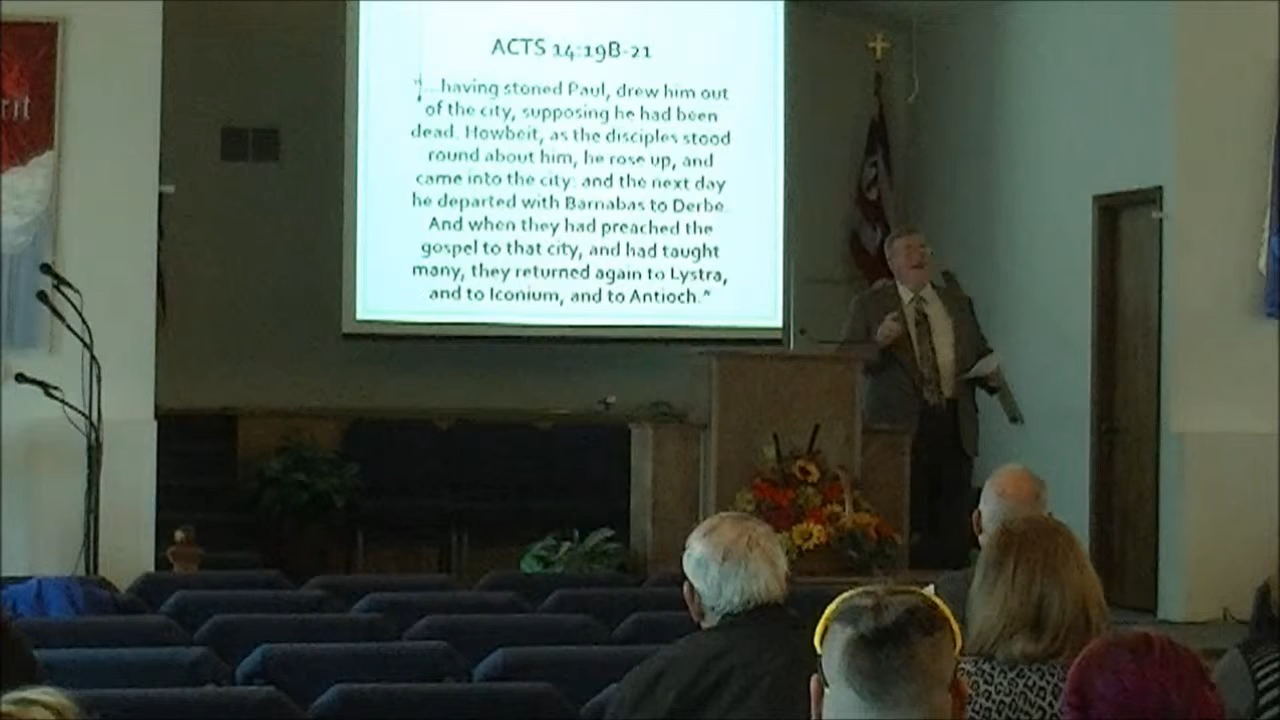 ACTS 14:19B-21
"...having stoned Paul, drew him out
of the city, supposing he had been
dead. Howbeit, as the disciples stood
round about him, he rose up, and
came into the city: and the next day
he departed with Barnabas to Derbe.
And when they had preached the
gospel to that city, and had taught
many, they returned again to Lystra,
and to Iconium, and to Antioch."